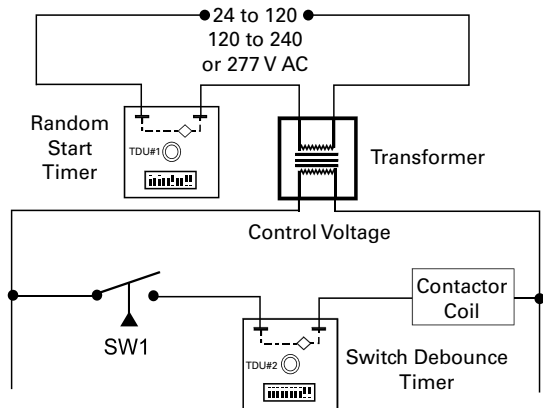 24 to 120
120 to 240
or 277 V AC
Random
Start
Timer
TDU#1
Transformer
Control Voltage
SW1
Contactor
Coil
TDU#2
Switch Debounce
Timer